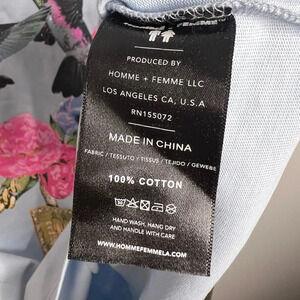 PRODUCED BY
HOMME + FEMME LLC
LOS ANGELES CA, U.S.A
RN155072
MADE IN CHINA
FABRIC / TESSUTO / TISSUS / TEJIDO / GEWEBE
100% COTTON
HAND WASH, HANG DRY
AND HANDLE WITH CARE
WWW.HOMMEFEMMELA.COM